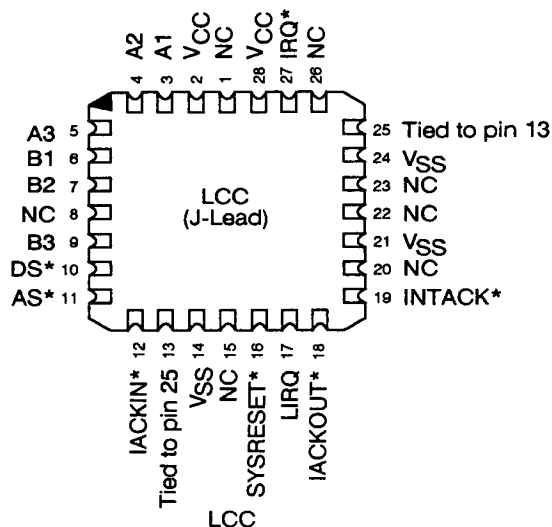 A2 A1 VCC NC VCC IRQ* NC
4 3 2 1 28 27 26
A3 5
B1 6
B2 7
NC 8
B3 9
DS* 10
AS* 11
LCC
(J-Lead)
25 Tied to pin 13
24 VSS
23 NC
22 NC
21 VSS
20 NC
19 INTACK*
12 13 14 15 16 17 18
IACKIN* Tied to pin 25 VSS NC SYSRESET* LIRQ IACKOUT*
LCC